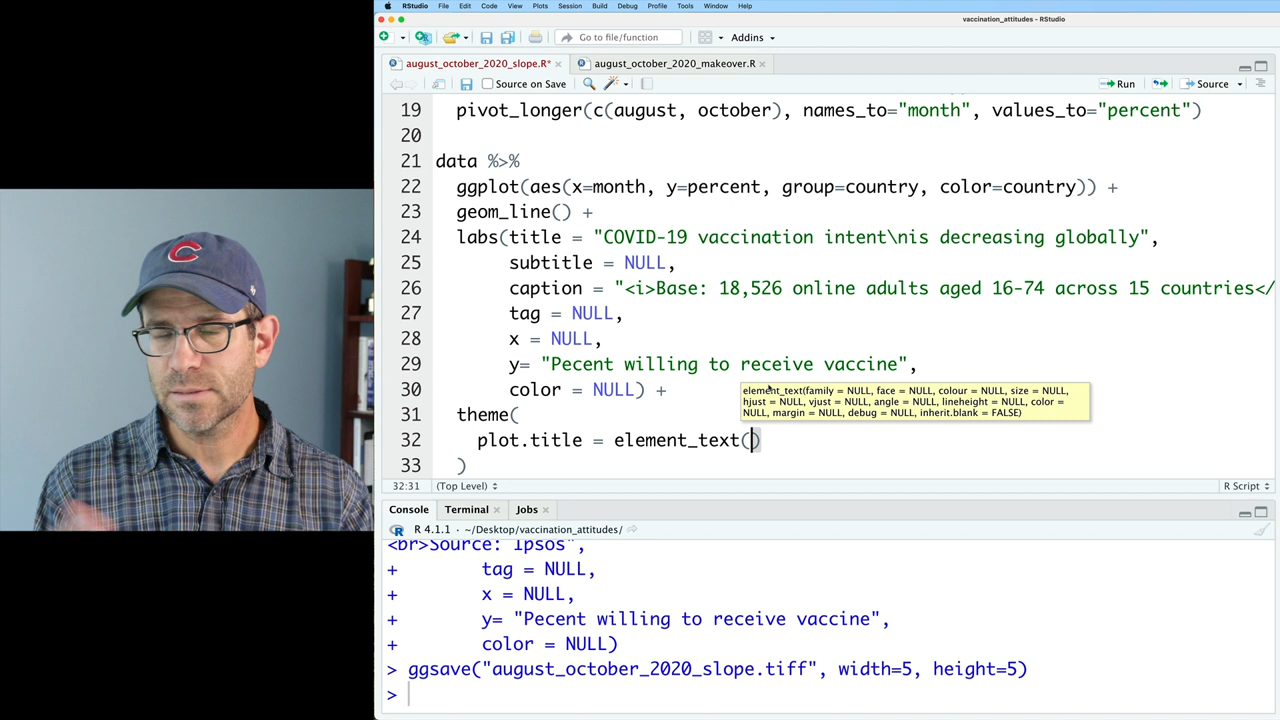 RStudio File Edit Code View Plots Session Build Debug Profile Tools Window Help
vaccination_attitudes - RStudio
Go to file/function Addins
august_october_2020_slope.R* august_october_2020_makeover.R
Source on Save Run Source
19 pivot_longer(c(august, october), names_to="month", values_to="percent")
20
21 data %>%
22 ggplot(aes(x=month, y=percent, group=country, color=country)) +
23 geom_line() +
24 labs(title = "COVID-19 vaccination intent\nis decreasing globally",
25 subtitle = NULL,
26 caption = "<i>Base: 18,526 online adults aged 16-74 across 15 countries</
27 tag = NULL,
28 x = NULL,
29 y= "Pecent willing to receive vaccine",
30 color = NULL) +
element_text(family = NULL, face = NULL, colour = NULL, size = NULL,
hjust = NULL, vjust = NULL, angle = NULL, lineheight = NULL, color =
NULL, margin = NULL, debug = NULL, inherit.blank = FALSE)
31 theme(
32 plot.title = element_text()
33 )
32:31 (Top Level) R Script
Console Terminal Jobs
R 4.1.1 · ~/Desktop/vaccination_attitudes/
<br>Source: Ipsos",
+ tag = NULL,
+ x = NULL,
+ y= "Pecent willing to receive vaccine",
+ color = NULL)
> ggsave("august_october_2020_slope.tiff", width=5, height=5)
>